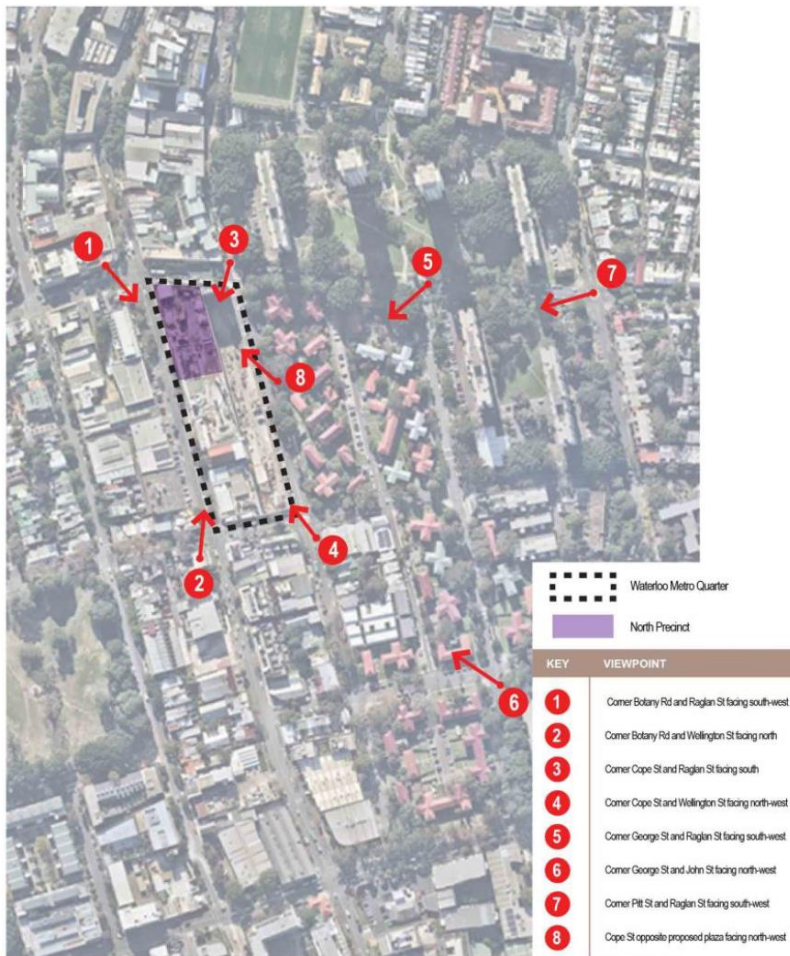 1
3
5
7
8
2
4
6
Waterloo Metro Quarter
North Precinct
KEY VIEWPOINT
1 Corner Botany Rd and Raglan St facing south-west
2 Corner Botany Rd and Wellington St facing north
3 Corner Cope St and Raglan St facing south
4 Corner Cope St and Wellington St facing north-west
5 Corner George St and Raglan St facing south-west
6 Corner George St and John St facing north-west
7 Corner Pitt St and Raglan St facing south-west
8 Cope St opposite proposed plaza facing north-west